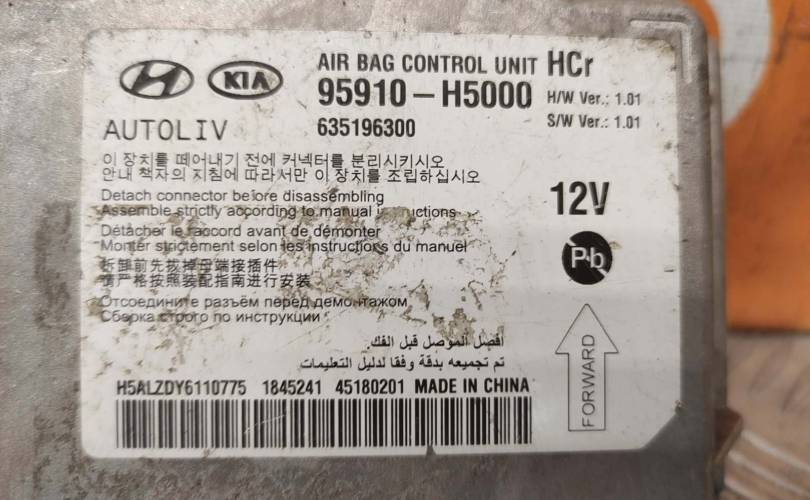 KIA
AIR BAG CONTROL UNIT HCr
95910-H5000 H/W Ver.: 1.01
AUTOLIV 635196300 S/W Ver.: 1.01
이 장치를 떼어내기 전에 커넥터를 분리시키시오
안내 책자의 지침에 따라서만 이 장치를 조립하십시오
Detach connector before disassembling
Assemble strictly according to manual
12V
Détacher le raccord avant de démonter
Montér strictement selon les instructions du manuel
Pb
拆卸前先拔掉母端接插件
请严格按照装配指南进行安装
Отсоедините разъём перед демонтажом
Сборка строго по инструкции
افصل الموصل قبل الفك.
تم تجميعه بدقة وفقا لدليل التعليمات
FORWARD
H5ALZDY6110775 1845241 45180201 MADE IN CHINA